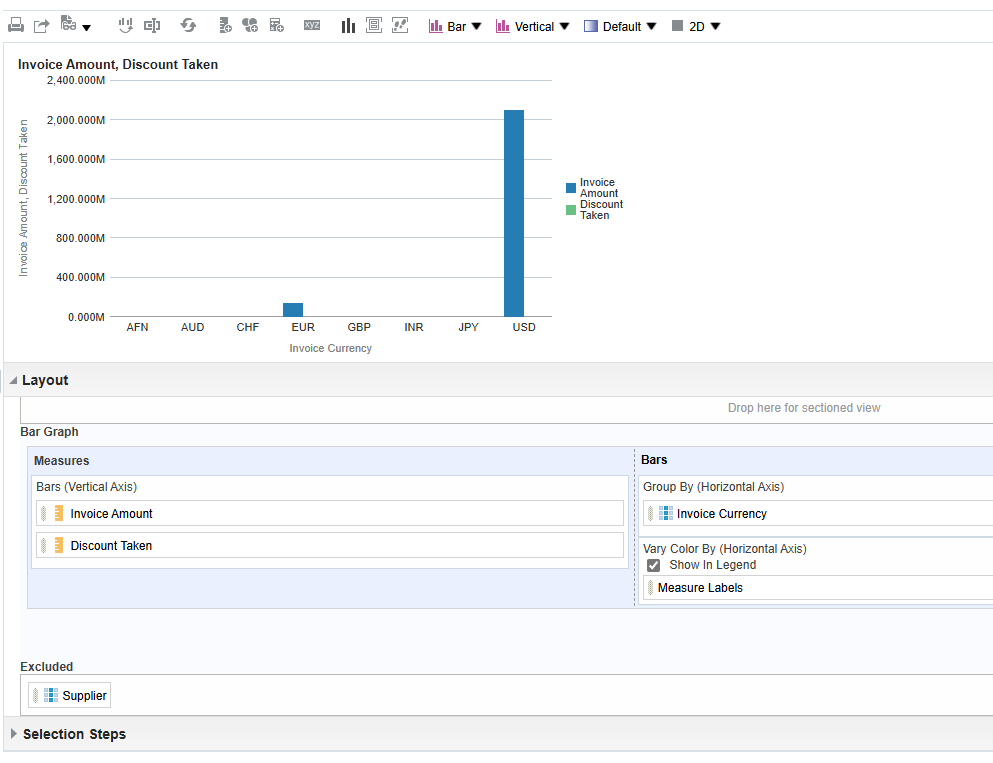 XYZ Bar Vertical Default 2D
Invoice Amount, Discount Taken
2,400.000M
2,000.000M
1,600.000M
1,200.000M
800.000M
400.000M
0.000M
Invoice Amount, Discount Taken
AFN AUD CHF EUR GBP INR JPY USD
Invoice Currency
Invoice
Amount
Discount
Taken
Layout
Drop here for sectioned view
Bar Graph
Measures
Bars (Vertical Axis)
Invoice Amount
Discount Taken
Bars
Group By (Horizontal Axis)
Invoice Currency
Vary Color By (Horizontal Axis)
Show In Legend
Measure Labels
Excluded
Supplier
Selection Steps